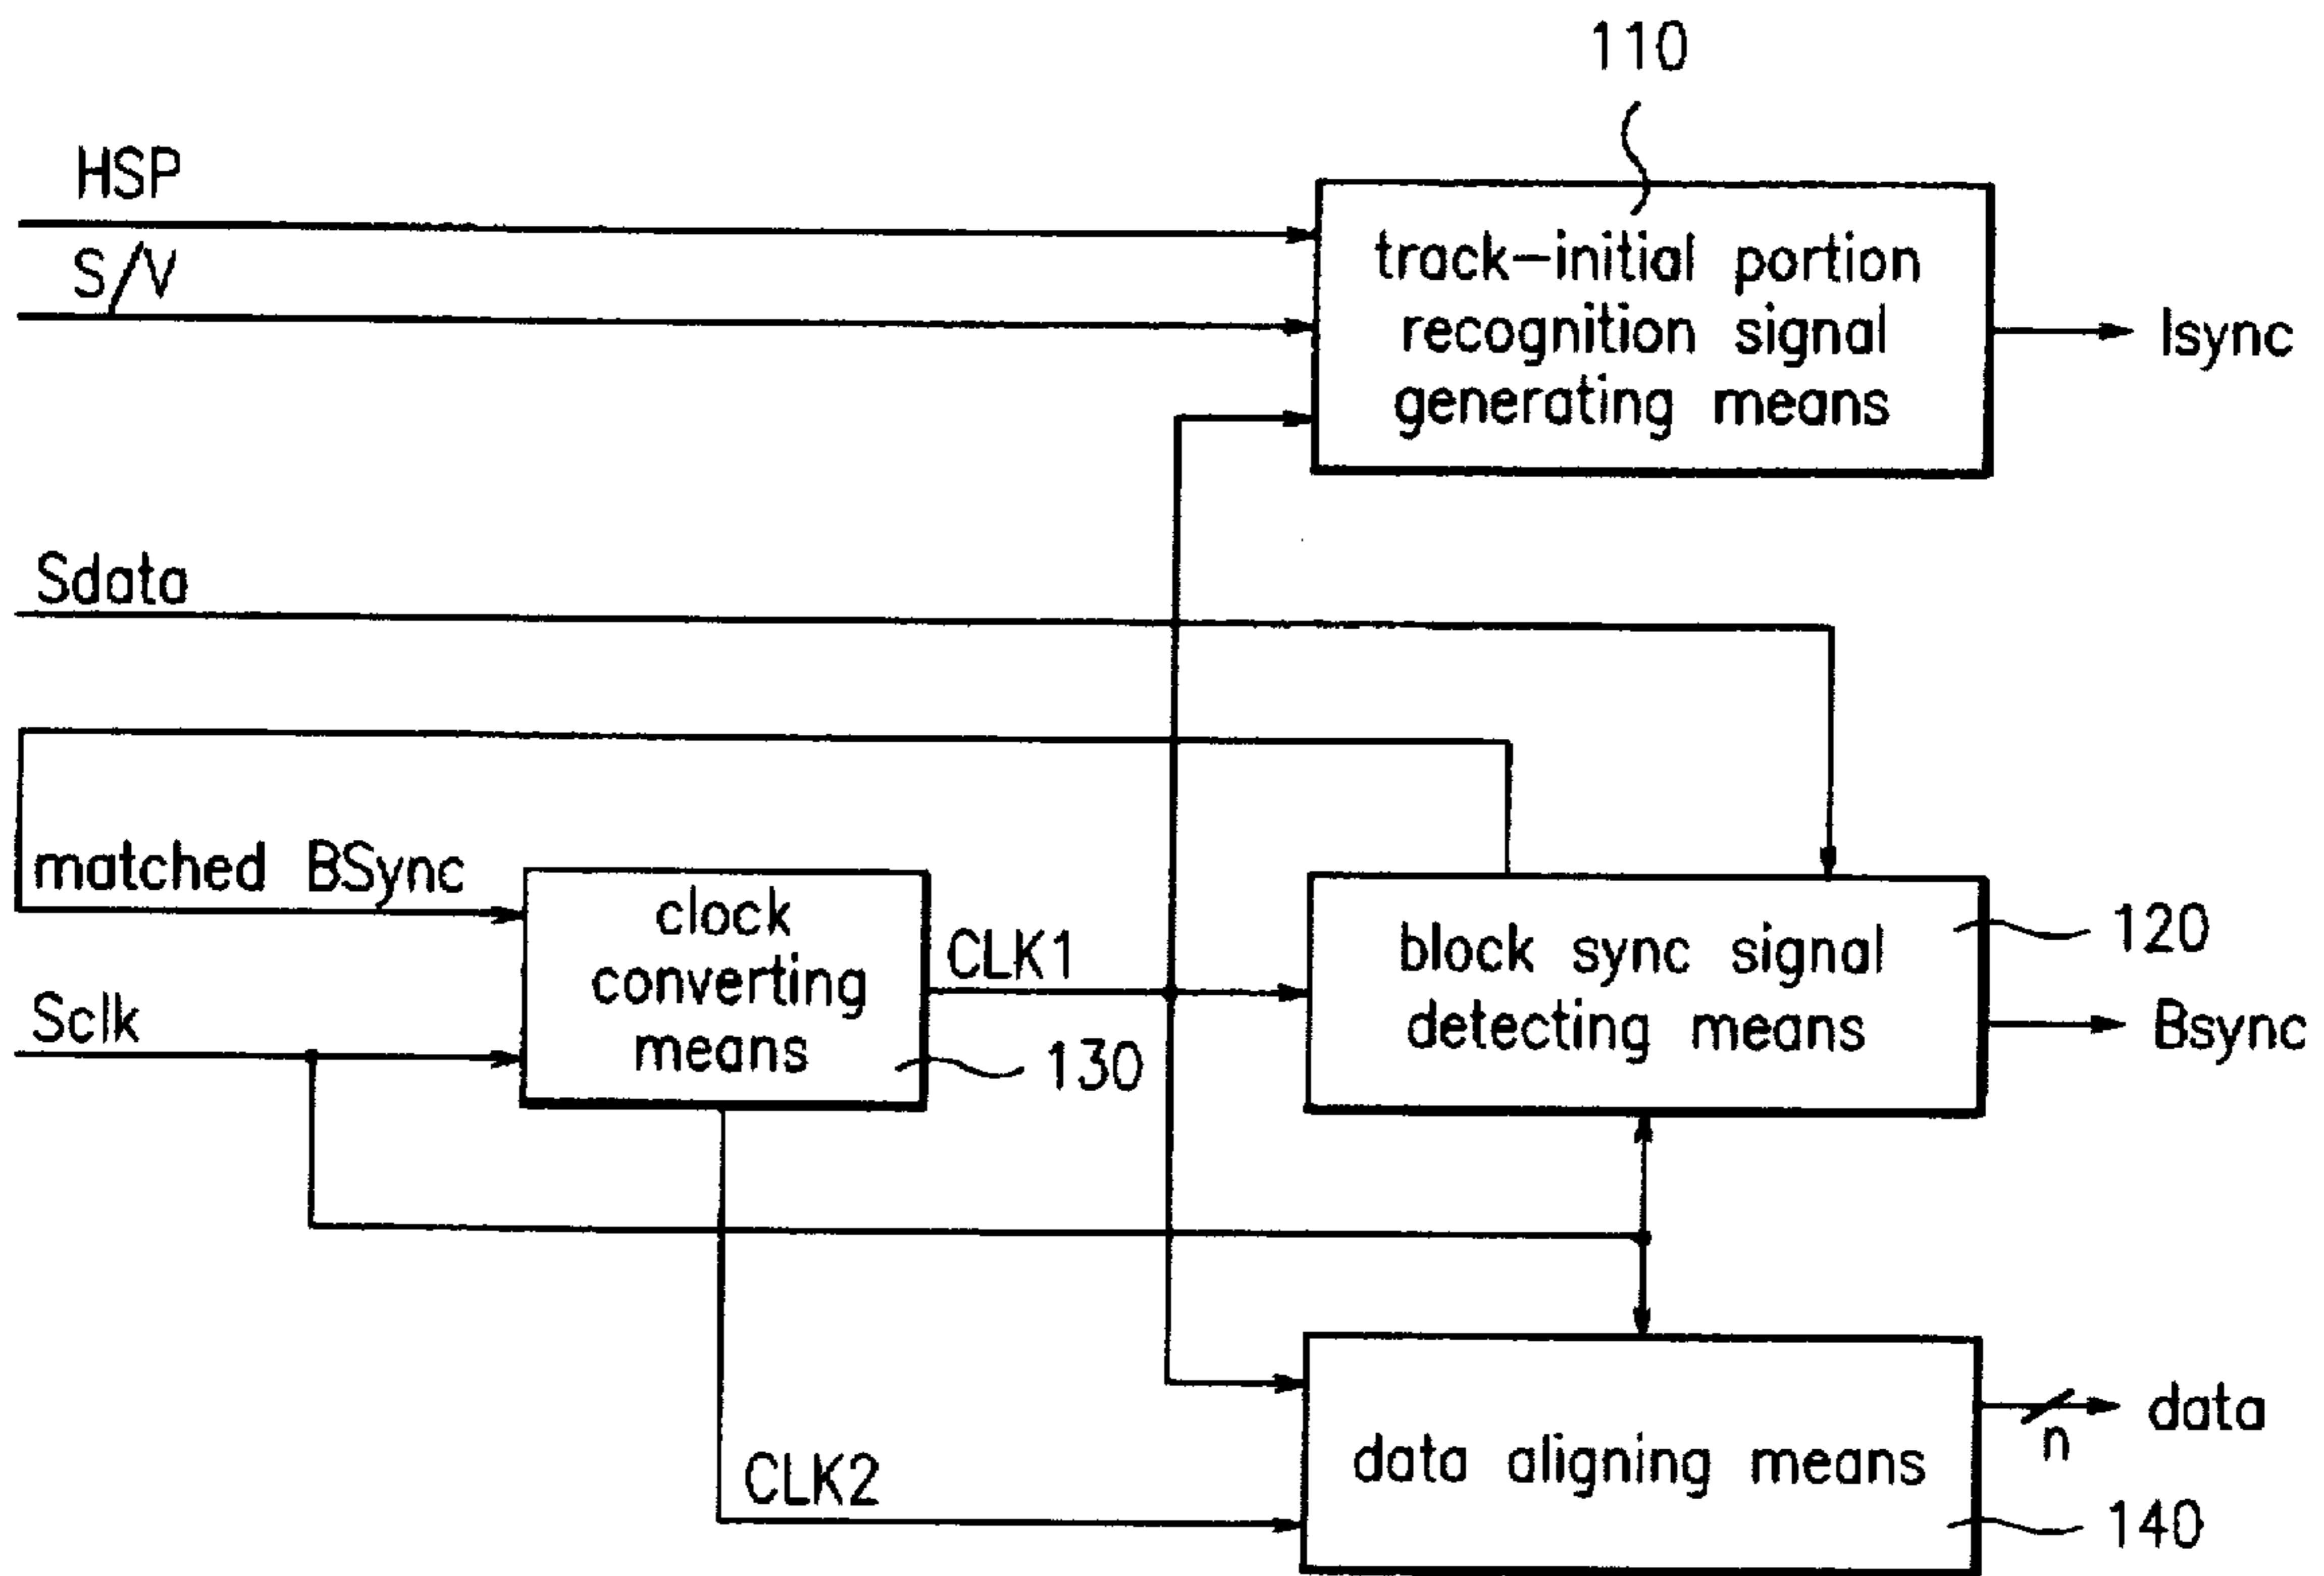 110
HSP
S/V
track-initial portion
recognition signal
generating means
Isync
Sdata
matched BSync
clock
converting
means
130
CLK1
Sclk
block sync signal
detecting means
120
Bsync
CLK2
data aligning means
data
n
140